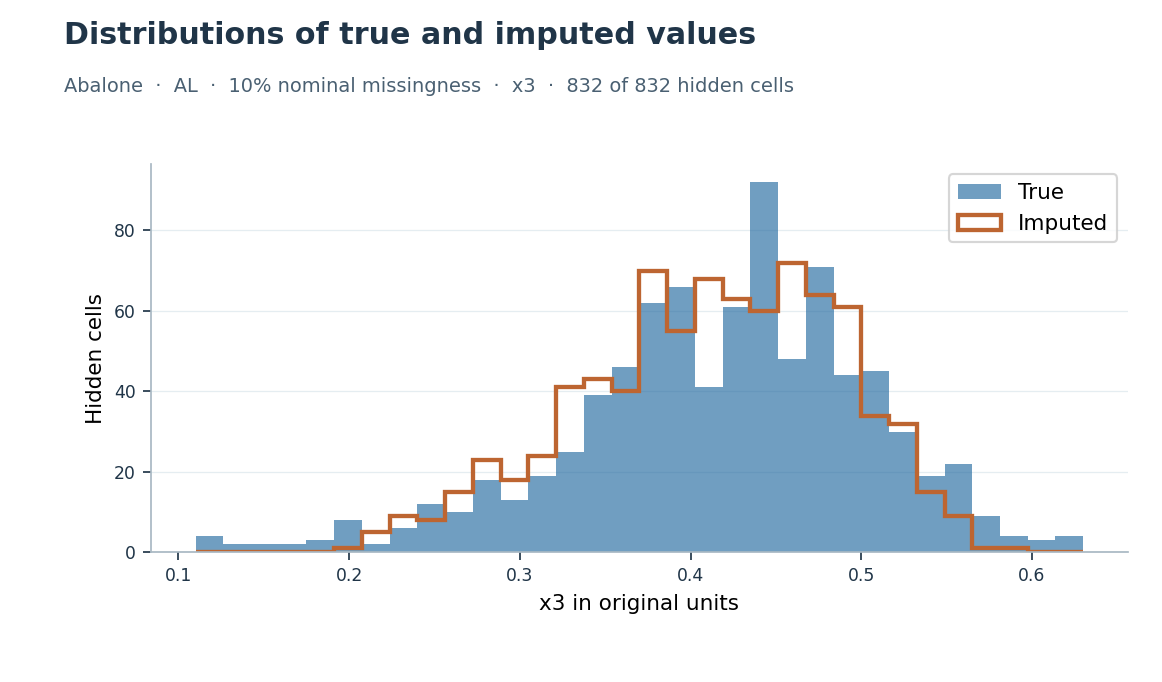 Distributions of true and imputed values
Abalone · AL · 10% nominal missingness · x3 · 832 of 832 hidden cells
True
Imputed
Hidden cells
80
60
40
20
0
0.1 0.2 0.3 0.4 0.5 0.6
x3 in original units